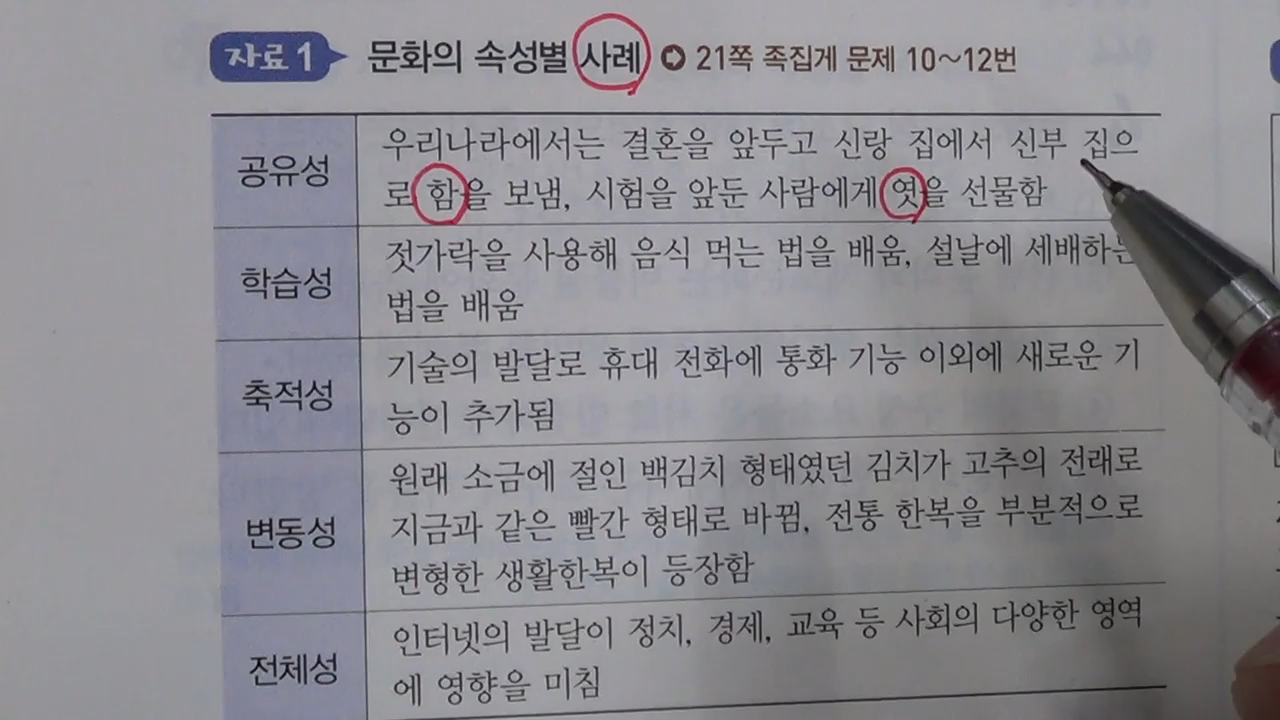 자료 1 문화의 속성별 사례 21쪽 족집게 문제 10~12번
공유성
우리나라에서는 결혼을 앞두고 신랑 집에서 신부 집으
로 함을 보냄, 시험을 앞둔 사람에게 엿을 선물함
학습성
젓가락을 사용해 음식 먹는 법을 배움, 설날에 세배하는
법을 배움
축적성
기술의 발달로 휴대 전화에 통화 기능 이외에 새로운 기
능이 추가됨
변동성
원래 소금에 절인 백김치 형태였던 김치가 고추의 전래로
지금과 같은 빨간 형태로 바뀜, 전통 한복을 부분적으로
변형한 생활한복이 등장함
전체성
인터넷의 발달이 정치, 경제, 교육 등 사회의 다양한 영역
에 영향을 미침